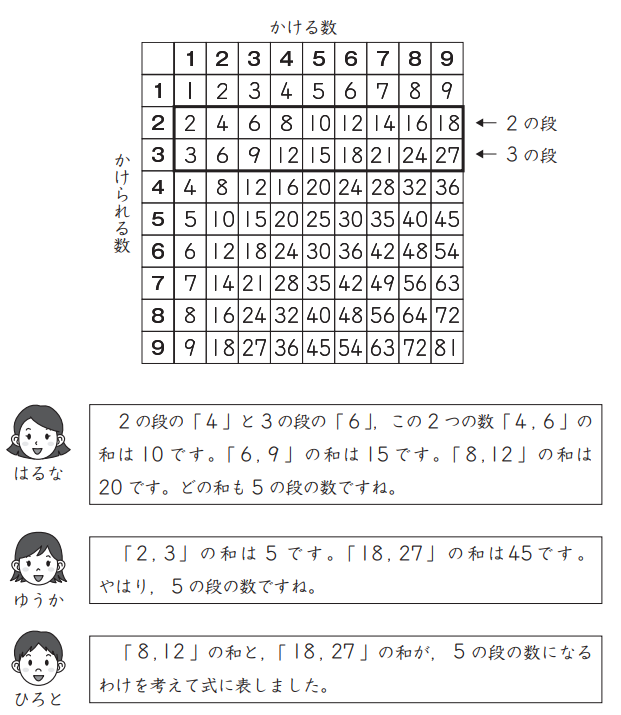 かける数
1 2 3 4 5 6 7 8 9
1 1 2 3 4 5 6 7 8 9
2 2 4 6 8 10 12 14 16 18 ← 2の段
3 3 6 9 12 15 18 21 24 27 ← 3の段
4 4 8 12 16 20 24 28 32 36
5 5 10 15 20 25 30 35 40 45
6 6 12 18 24 30 36 42 48 54
7 7 14 21 28 35 42 49 56 63
8 8 16 24 32 40 48 56 64 72
9 9 18 27 36 45 54 63 72 81
かけられる数
はるな
2の段の「4」と3の段の「6」,この2つの数「4,6」の
和は10です。「6,9」の和は15です。「8,12」の和は
20です。どの和も5の段の数ですね。
ゆうか
「2,3」の和は5です。「18,27」の和は45です。
やはり,5の段の数ですね。
ひろと
「8,12」の和と,「18,27」の和が,5の段の数になる
わけを考えて式に表しました。